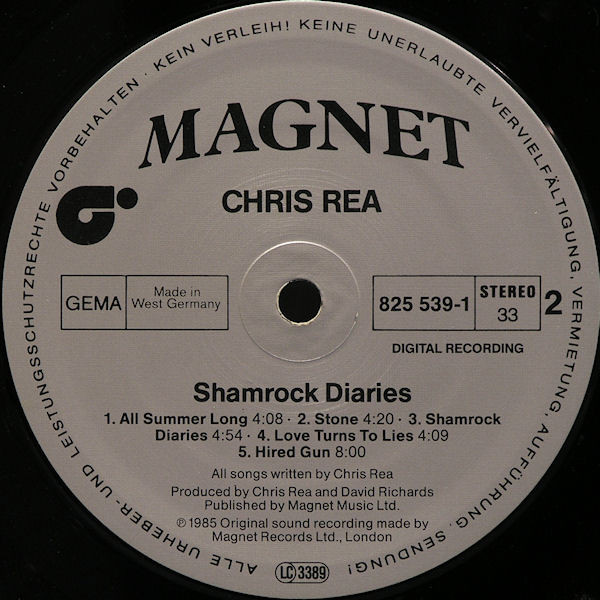 ALLE URHEBER- UND LEISTUNGSSCHUTZRECHTE VORBEHALTEN · KEIN VERLEIH! KEINE UNERLAUBTE VERVIELFÄLTIGUNG, VERMIETUNG, AUFFÜHRUNG, SENDUNG!
MAGNET
CHRIS REA
GEMA
Made in
West Germany
825 539-1
STEREO
33
2
DIGITAL RECORDING
Shamrock Diaries
1. All Summer Long 4:08 · 2. Stone 4:20 · 3. Shamrock
Diaries 4:54 · 4. Love Turns To Lies 4:09
5. Hired Gun 8:00
All songs written by Chris Rea
Produced by Chris Rea and David Richards
Published by Magnet Music Ltd.
℗ 1985 Original sound recording made by
Magnet Records Ltd., London
LC 3389